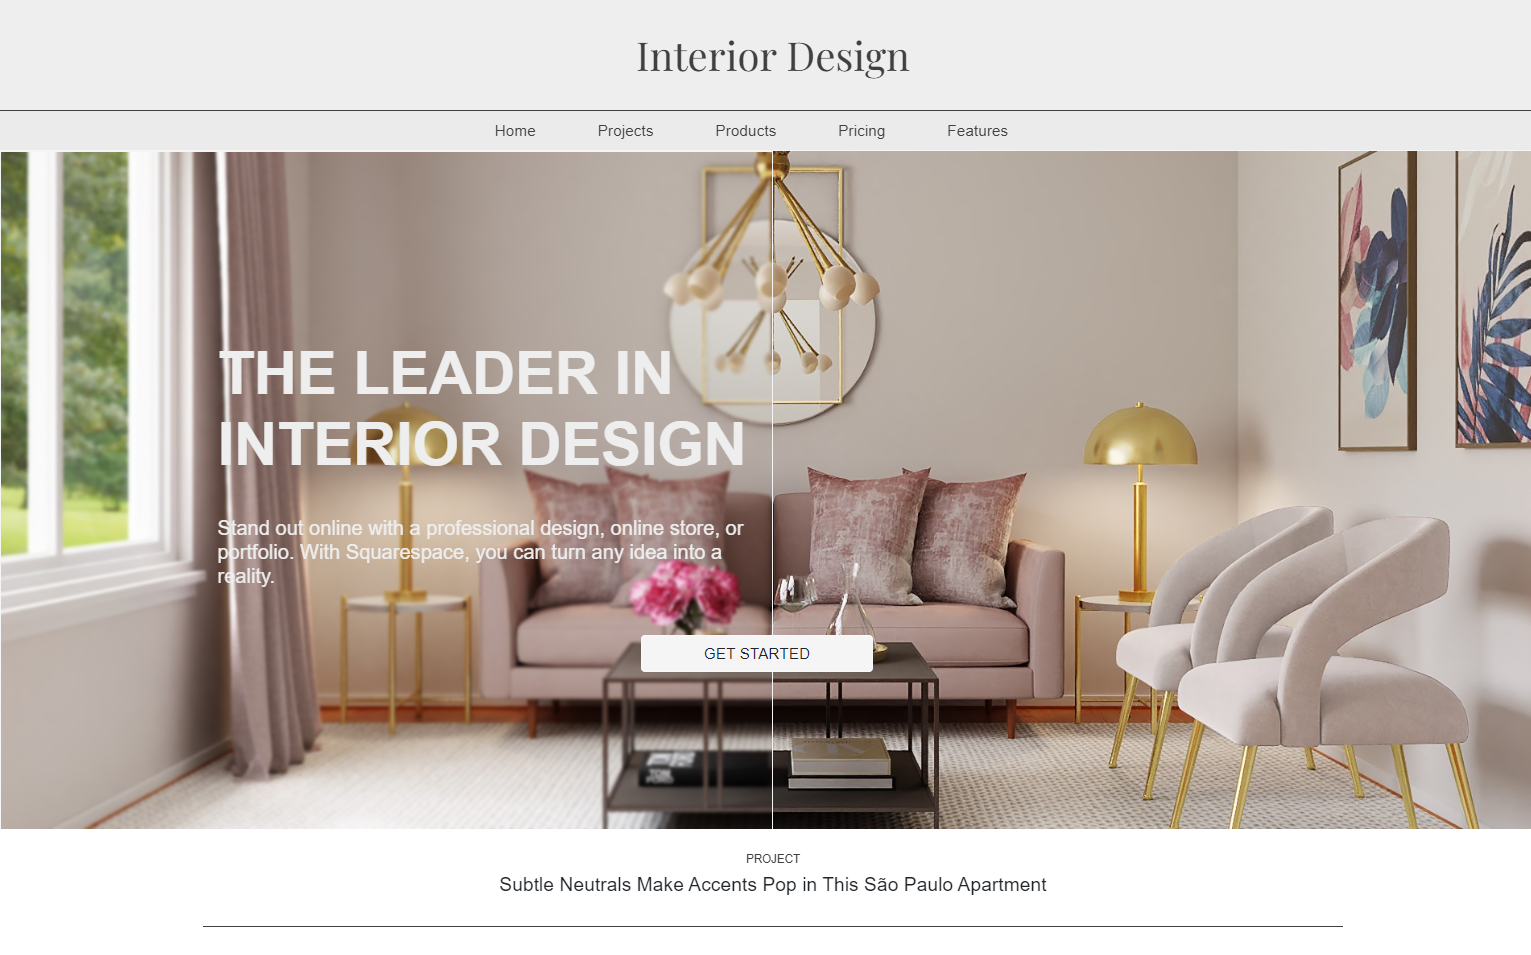 Interior Design
Home Projects Products Pricing Features
THE LEADER IN
INTERIOR DESIGN
Stand out online with a professional design, online store, or
portfolio. With Squarespace, you can turn any idea into a
reality.
GET STARTED
PROJECT
Subtle Neutrals Make Accents Pop in This São Paulo Apartment